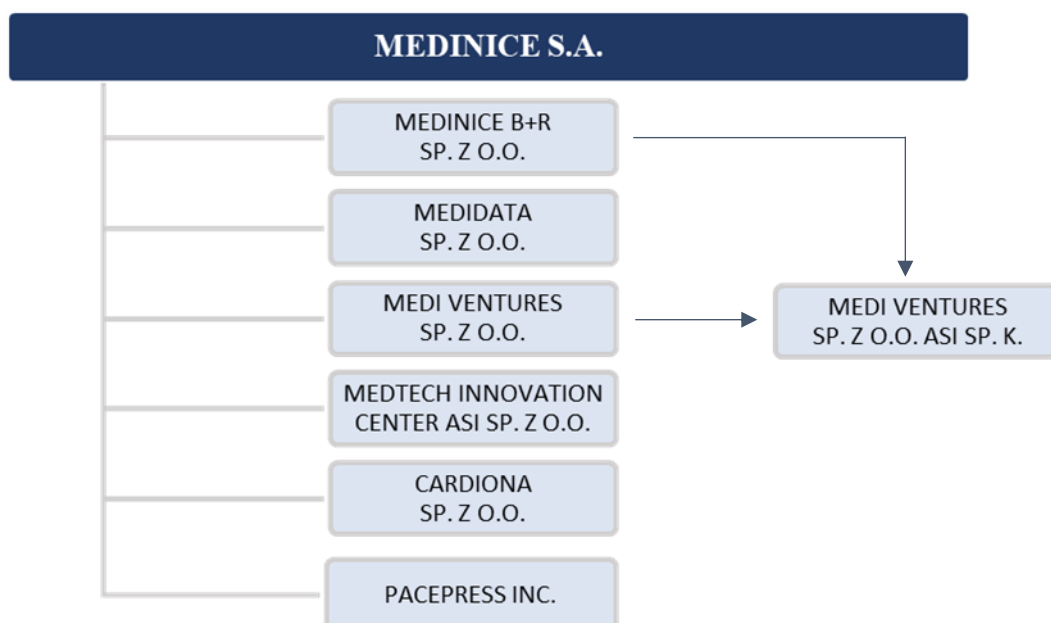 MEDINICE S.A.
MEDINICE B+R
SP. Z O.O.
MEDIDATA
SP. Z O.O.
MEDI VENTURES
SP. Z O.O.
MEDI VENTURES
SP. Z O.O. ASI SP. K.
MEDTECH INNOVATION
CENTER ASI SP. Z O.O.
CARDIONA
SP. Z O.O.
PACEPRESS INC.